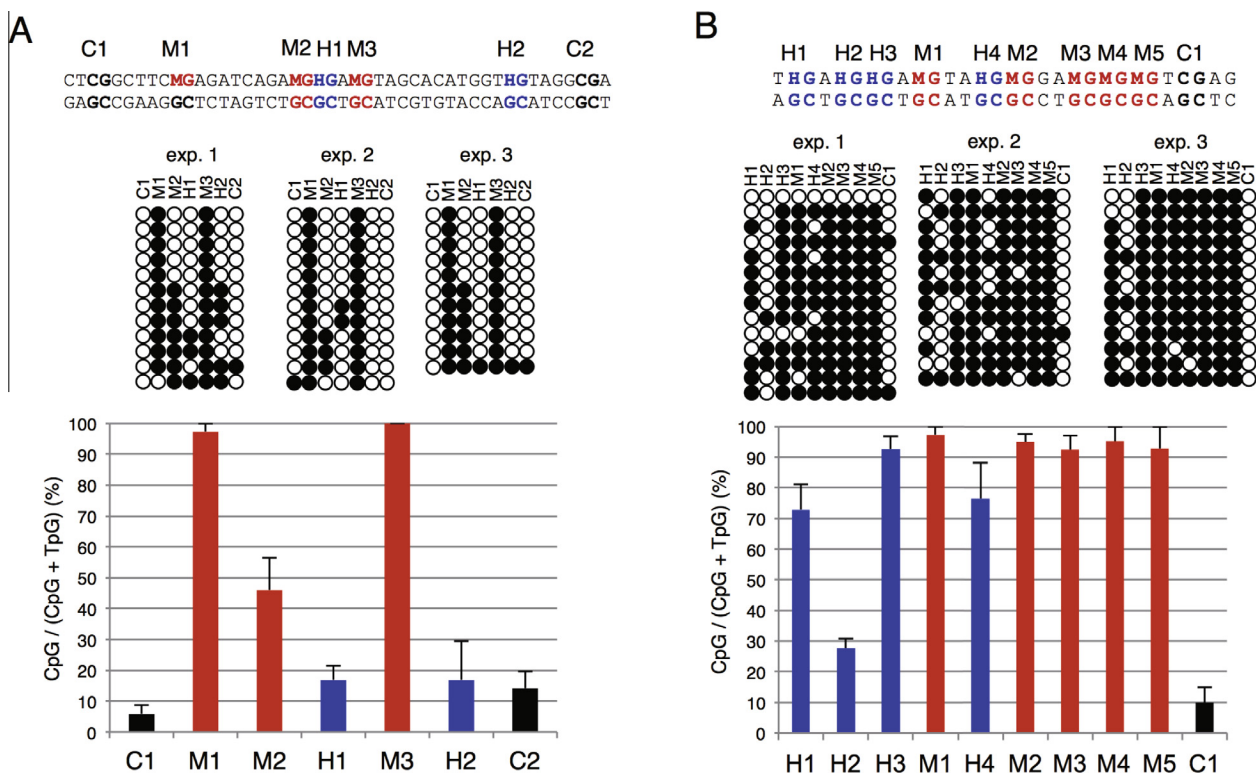 A
C1 M1 M2 H1 M3 H2 C2
CTCGGCTTCMGAGATCAGAMGHGAMGTAGCACATGGTHGTAGGCGA
GAGCCGAAGGCTCTAGTCTGCGCTGCATCGTGTACCAGCATCCGCT
exp. 1 exp. 2 exp. 3
C1 M1 M2 H1 M3 H2 C2 C1 M1 M2 H1 M3 H2 C2 C1 M1 M2 H1 M3 H2 C2
CpG / (CpG + TpG) (%)
100
90
80
70
60
50
40
30
20
10
0
C1 M1 M2 H1 M3 H2 C2
B
H1 H2 H3 M1 H4 M2 M3 M4 M5 C1
THGAHGHGAMGTAHGMGGAMGMGMGTCGAG
AGCTGCGCTGCATGCGCCTGCGCGCAGCTC
exp. 1 exp. 2 exp. 3
H1 H2 H3 M1 H4 M2 M3 M4 M5 C1 H1 H2 H3 M1 H4 M2 M3 M4 M5 C1 H1 H2 H3 M1 H4 M2 M3 M4 M5 C1
CpG / (CpG + TpG) (%)
100
90
80
70
60
50
40
30
20
10
0
H1 H2 H3 M1 H4 M2 M3 M4 M5 C1